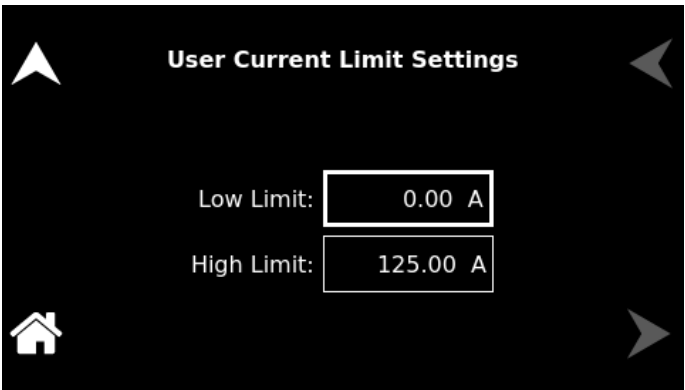 User Current Limit Settings
Low Limit: 0.00 A
High Limit: 125.00 A